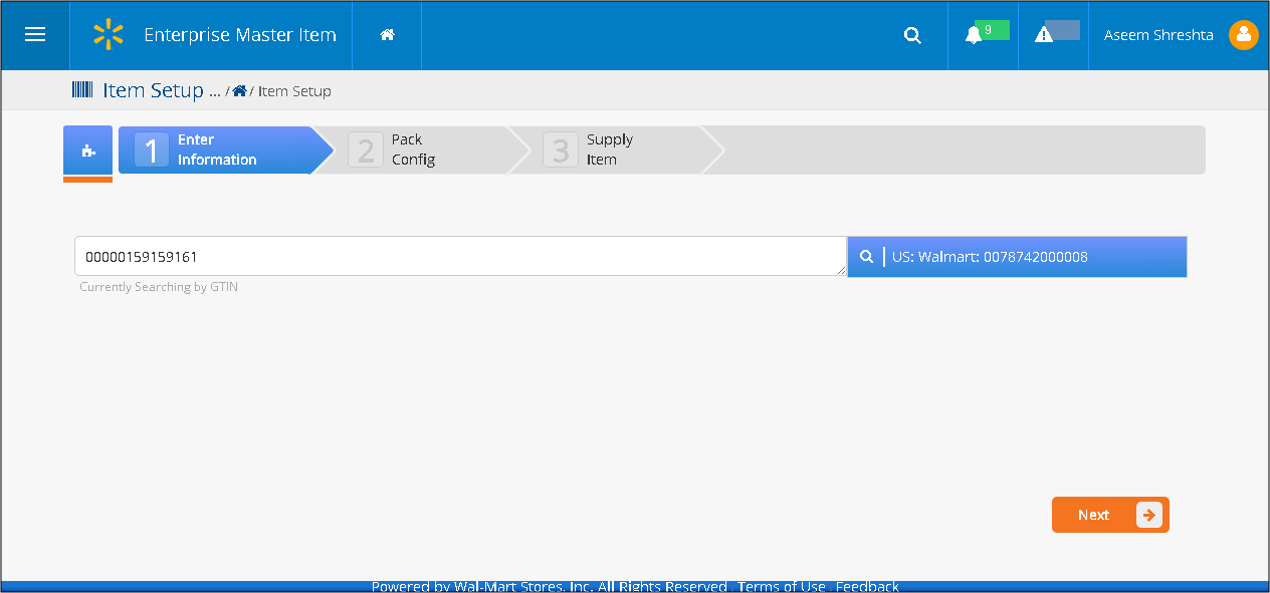 Enterprise Master Item
9
Aseem Shreshta
Item Setup ... / / Item Setup
1 Enter Information
2 Pack Config
3 Supply Item
00000159159161
US: Walmart: 0078742000008
Currently Searching by GTIN
Next
Powered by Wal-Mart Stores, Inc. All Rights Reserved Terms of Use Feedback